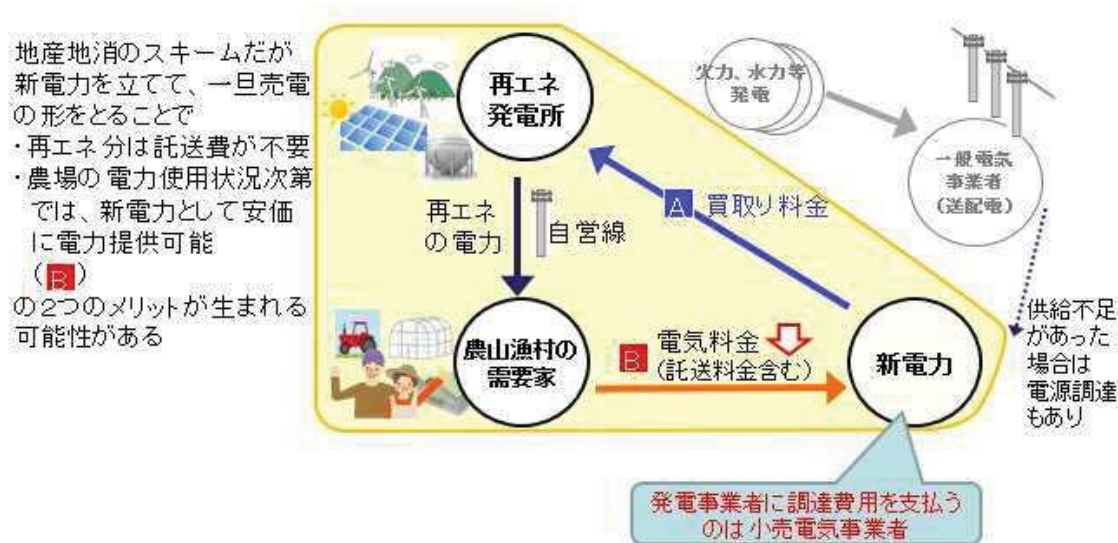 地産地消のスキームだが
新電力を立てて、一旦売電
の形をとることで
・再エネ分は託送費が不要
・農場の電力使用状況次第
では、新電力として安価
に電力提供可能
(B)
の2つのメリットが生まれる
可能性がある
再エネ
発電所
火力、水力等
発電
一般電気
事業者
(送配電)
A 買取り料金
再エネ
の電力
自営線
農山漁村の
需要家
B 電気料金
(託送料金含む)
新電力
供給不足
があった
場合は
電源調達
もあり
発電事業者に調達費用を支払う
のは小売電気事業者